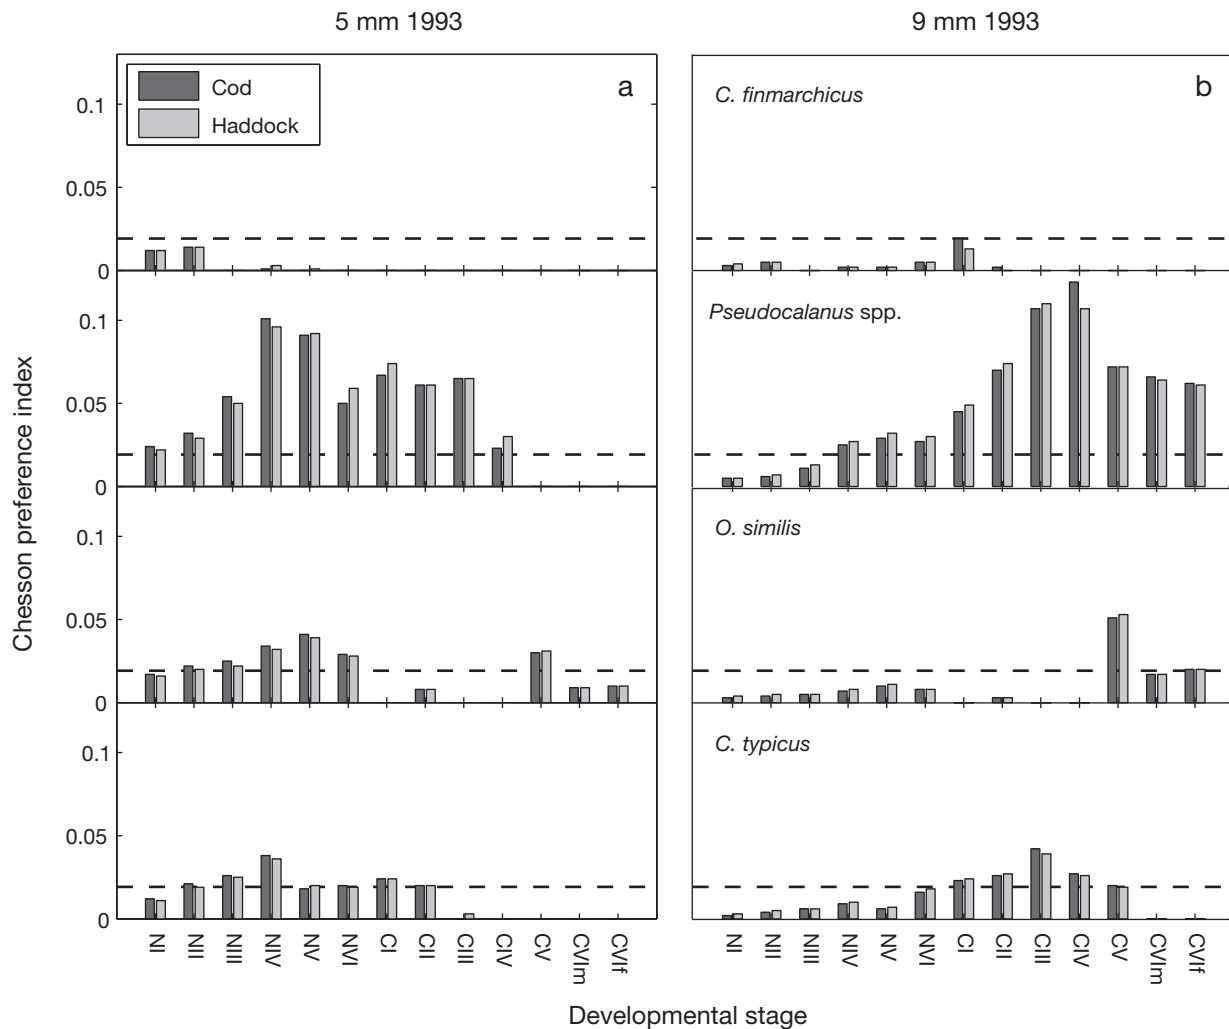 5 mm 1993
9 mm 1993
Cod
Haddock
a
b
C. finmarchicus
Pseudocalanus spp.
O. similis
C. typicus
0.1
0.05
0
0.1
0.05
0
0.1
0.05
0
0.1
0.05
0
Chesson preference index
NI
NII
NIII
NIV
NV
NVI
CI
CII
CIII
CIV
CV
CVIm
CVIf
NI
NII
NIII
NIV
NV
NVI
CI
CII
CIII
CIV
CV
CVIm
CVIf
Developmental stage